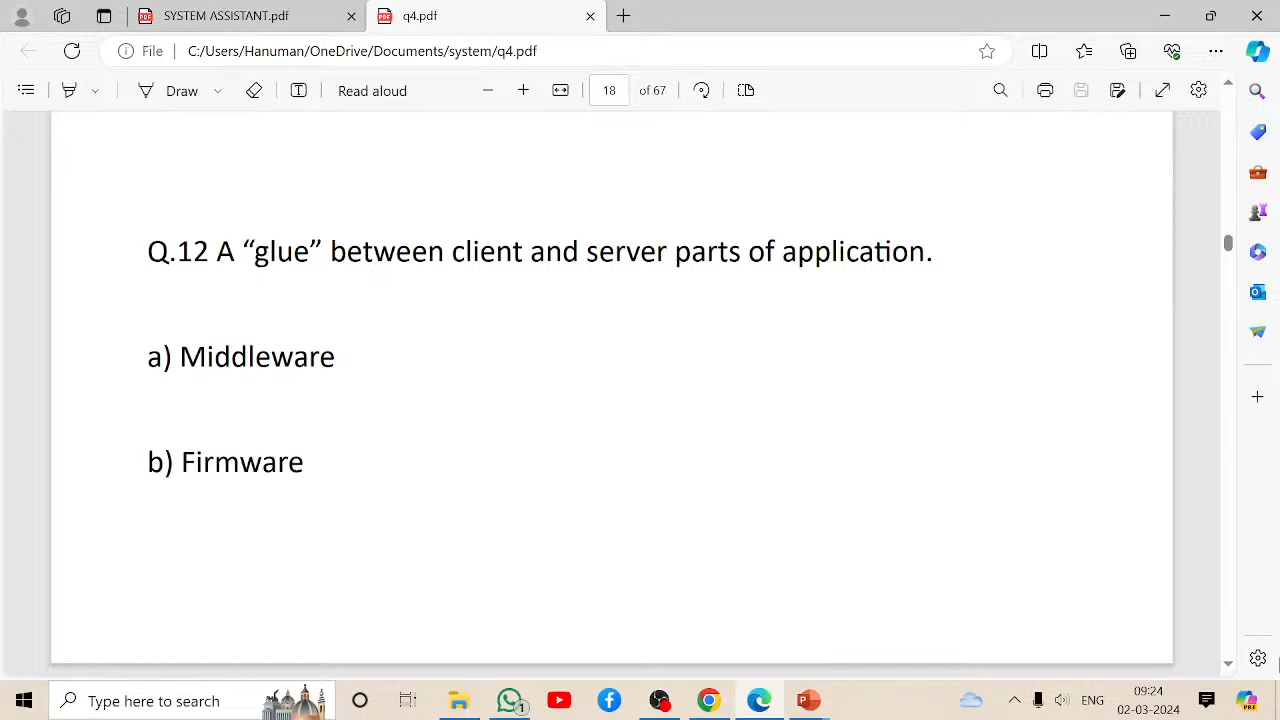 SYSTEM ASSISTANT.pdf
q4.pdf
File
C:/Users/Hanuman/OneDrive/Documents/system/q4.pdf
Draw
Read aloud
18 of 67
Q.12 A “glue” between client and server parts of application.
a) Middleware
b) Firmware
Type here to search
1
ENG
02-03-2024